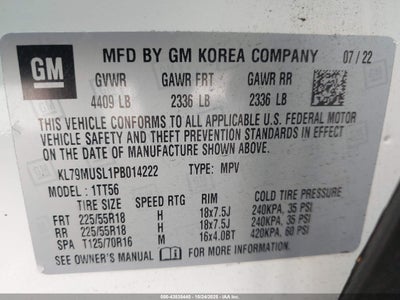 GM
MFD BY GM KOREA COMPANY 07/22
GVWR GAWR FRT GAWR RR
4409 LB 2336 LB 2336 LB
THIS VEHICLE CONFORMS TO ALL APPLICABLE U.S. FEDERAL MOTOR
VEHICLE SAFETY AND THEFT PREVENTION STANDARDS IN EFFECT ON THE
DATE OF MANUFACTURE SHOWN ABOVE.
KL79MUSL1PB014222 TYPE: MPV
MODEL: 1TT56
TIRE SIZE SPEED RTG RIM COLD TIRE PRESSURE
FRT 225/55R18 H 18x7.5J 240KPA, 35 PSI
RR 225/55R18 H 18x7.5J 240KPA, 35 PSI
SPA T125/70R16 M 16x4.0BT 420KPA, 60 PSI
SEE OWNER'S MANUAL FOR MORE INFORMATION.